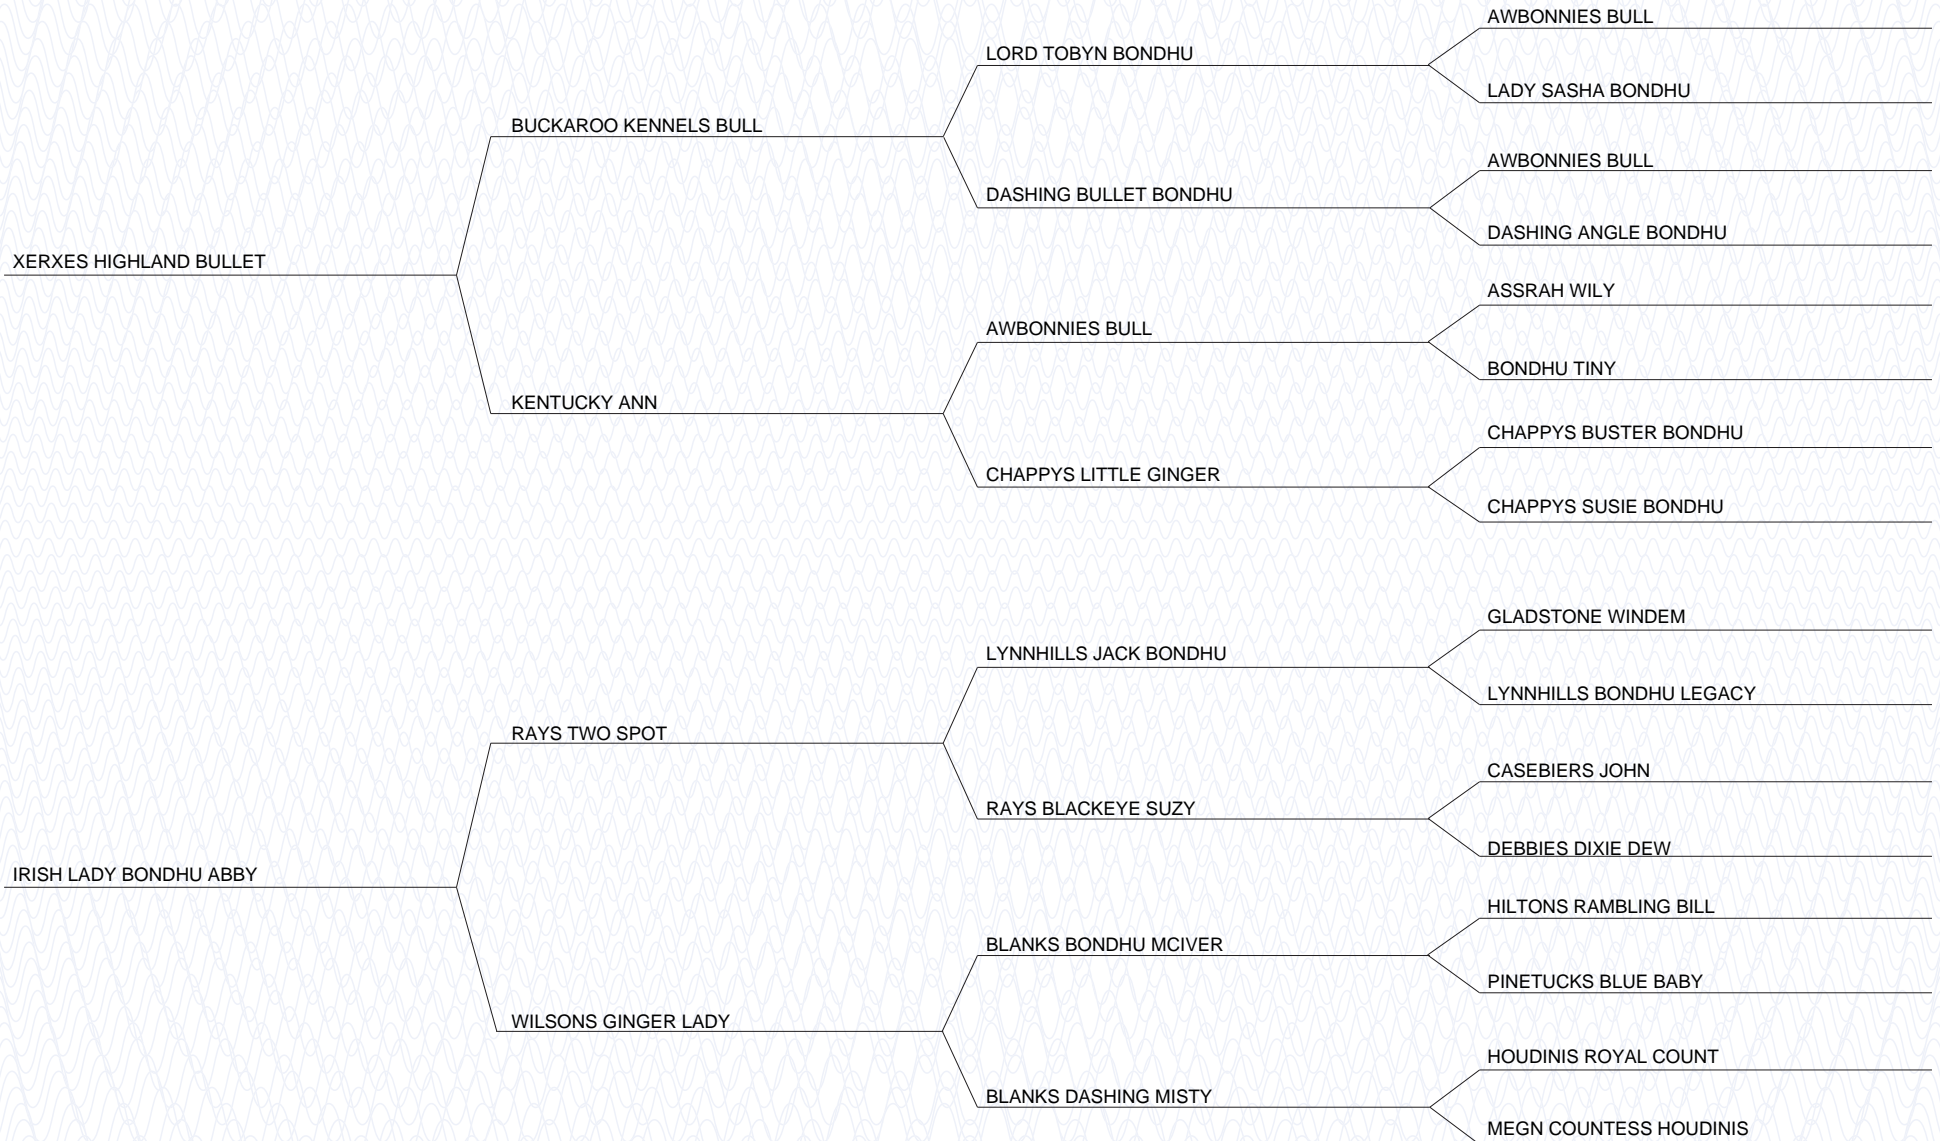 AWBONNIES BULL
LORD TOBYN BONDHU
LADY SASHA BONDHU
BUCKAROO KENNELS BULL
AWBONNIES BULL
DASHING BULLET BONDHU
DASHING ANGLE BONDHU
XERXES HIGHLAND BULLET
ASSRAH WILY
AWBONNIES BULL
BONDHU TINY
KENTUCKY ANN
CHAPPYS BUSTER BONDHU
CHAPPYS LITTLE GINGER
CHAPPYS SUSIE BONDHU
GLADSTONE WINDEM
LYNNHILLS JACK BONDHU
LYNNHILLS BONDHU LEGACY
RAYS TWO SPOT
CASEBIERS JOHN
RAYS BLACKEYE SUZY
DEBBIES DIXIE DEW
IRISH LADY BONDHU ABBY
HILTONS RAMBLING BILL
BLANKS BONDHU MCIVER
PINETUCKS BLUE BABY
WILSONS GINGER LADY
HOUDINIS ROYAL COUNT
BLANKS DASHING MISTY
MEGN COUNTESS HOUDINIS